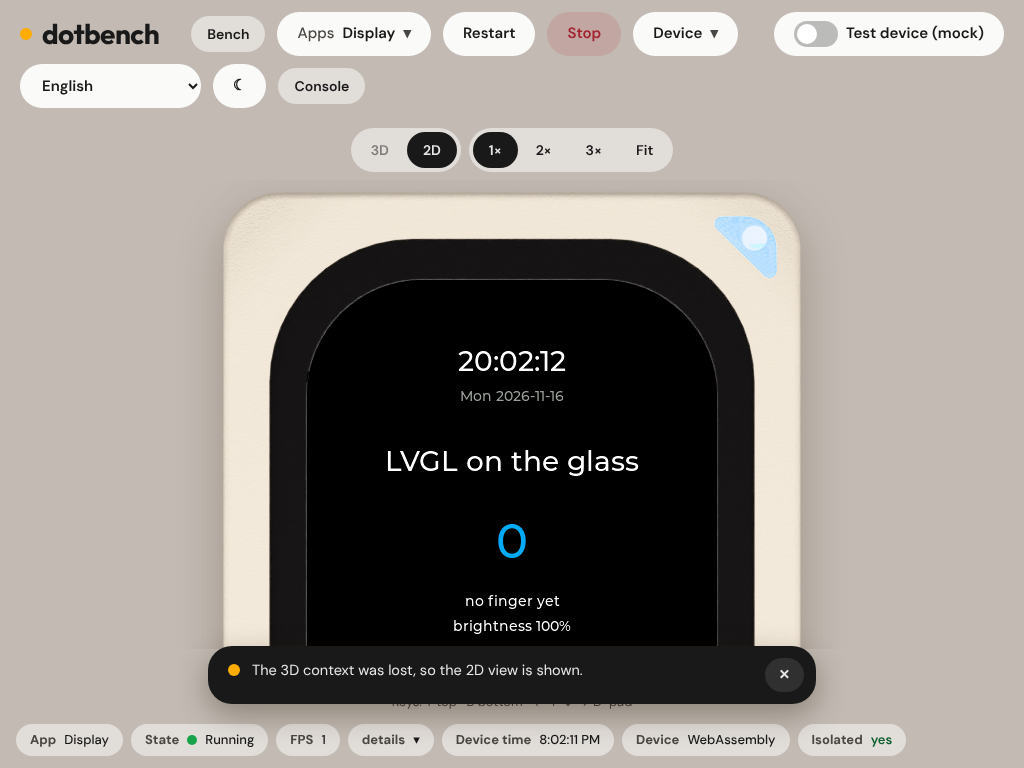 dotbench
Bench
Apps Display ▾
Restart
Stop
Device ▾
Test device (mock)
English
Console
3D 2D
1× 2× 3× Fit
20:02:12
Mon 2026-11-16
LVGL on the glass
0
no finger yet
brightness 100%
The 3D context was lost, so the 2D view is shown.
×
App Display
State Running
FPS 1
details ▾
Device time 8:02:11 PM
Device WebAssembly
Isolated yes